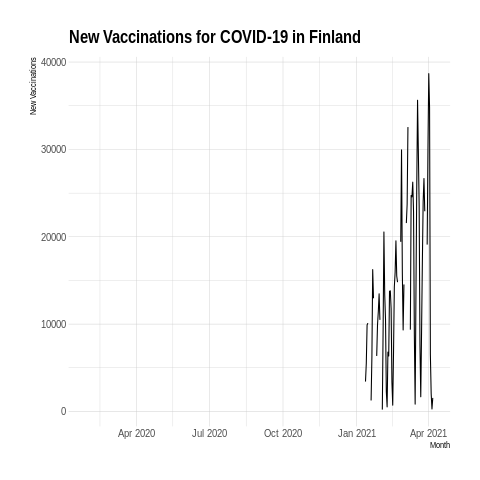 New Vaccinations for COVID-19 in Finland
New Vaccinations
40000
30000
20000
10000
0
Apr 2020 Jul 2020 Oct 2020 Jan 2021 Apr 2021
Month